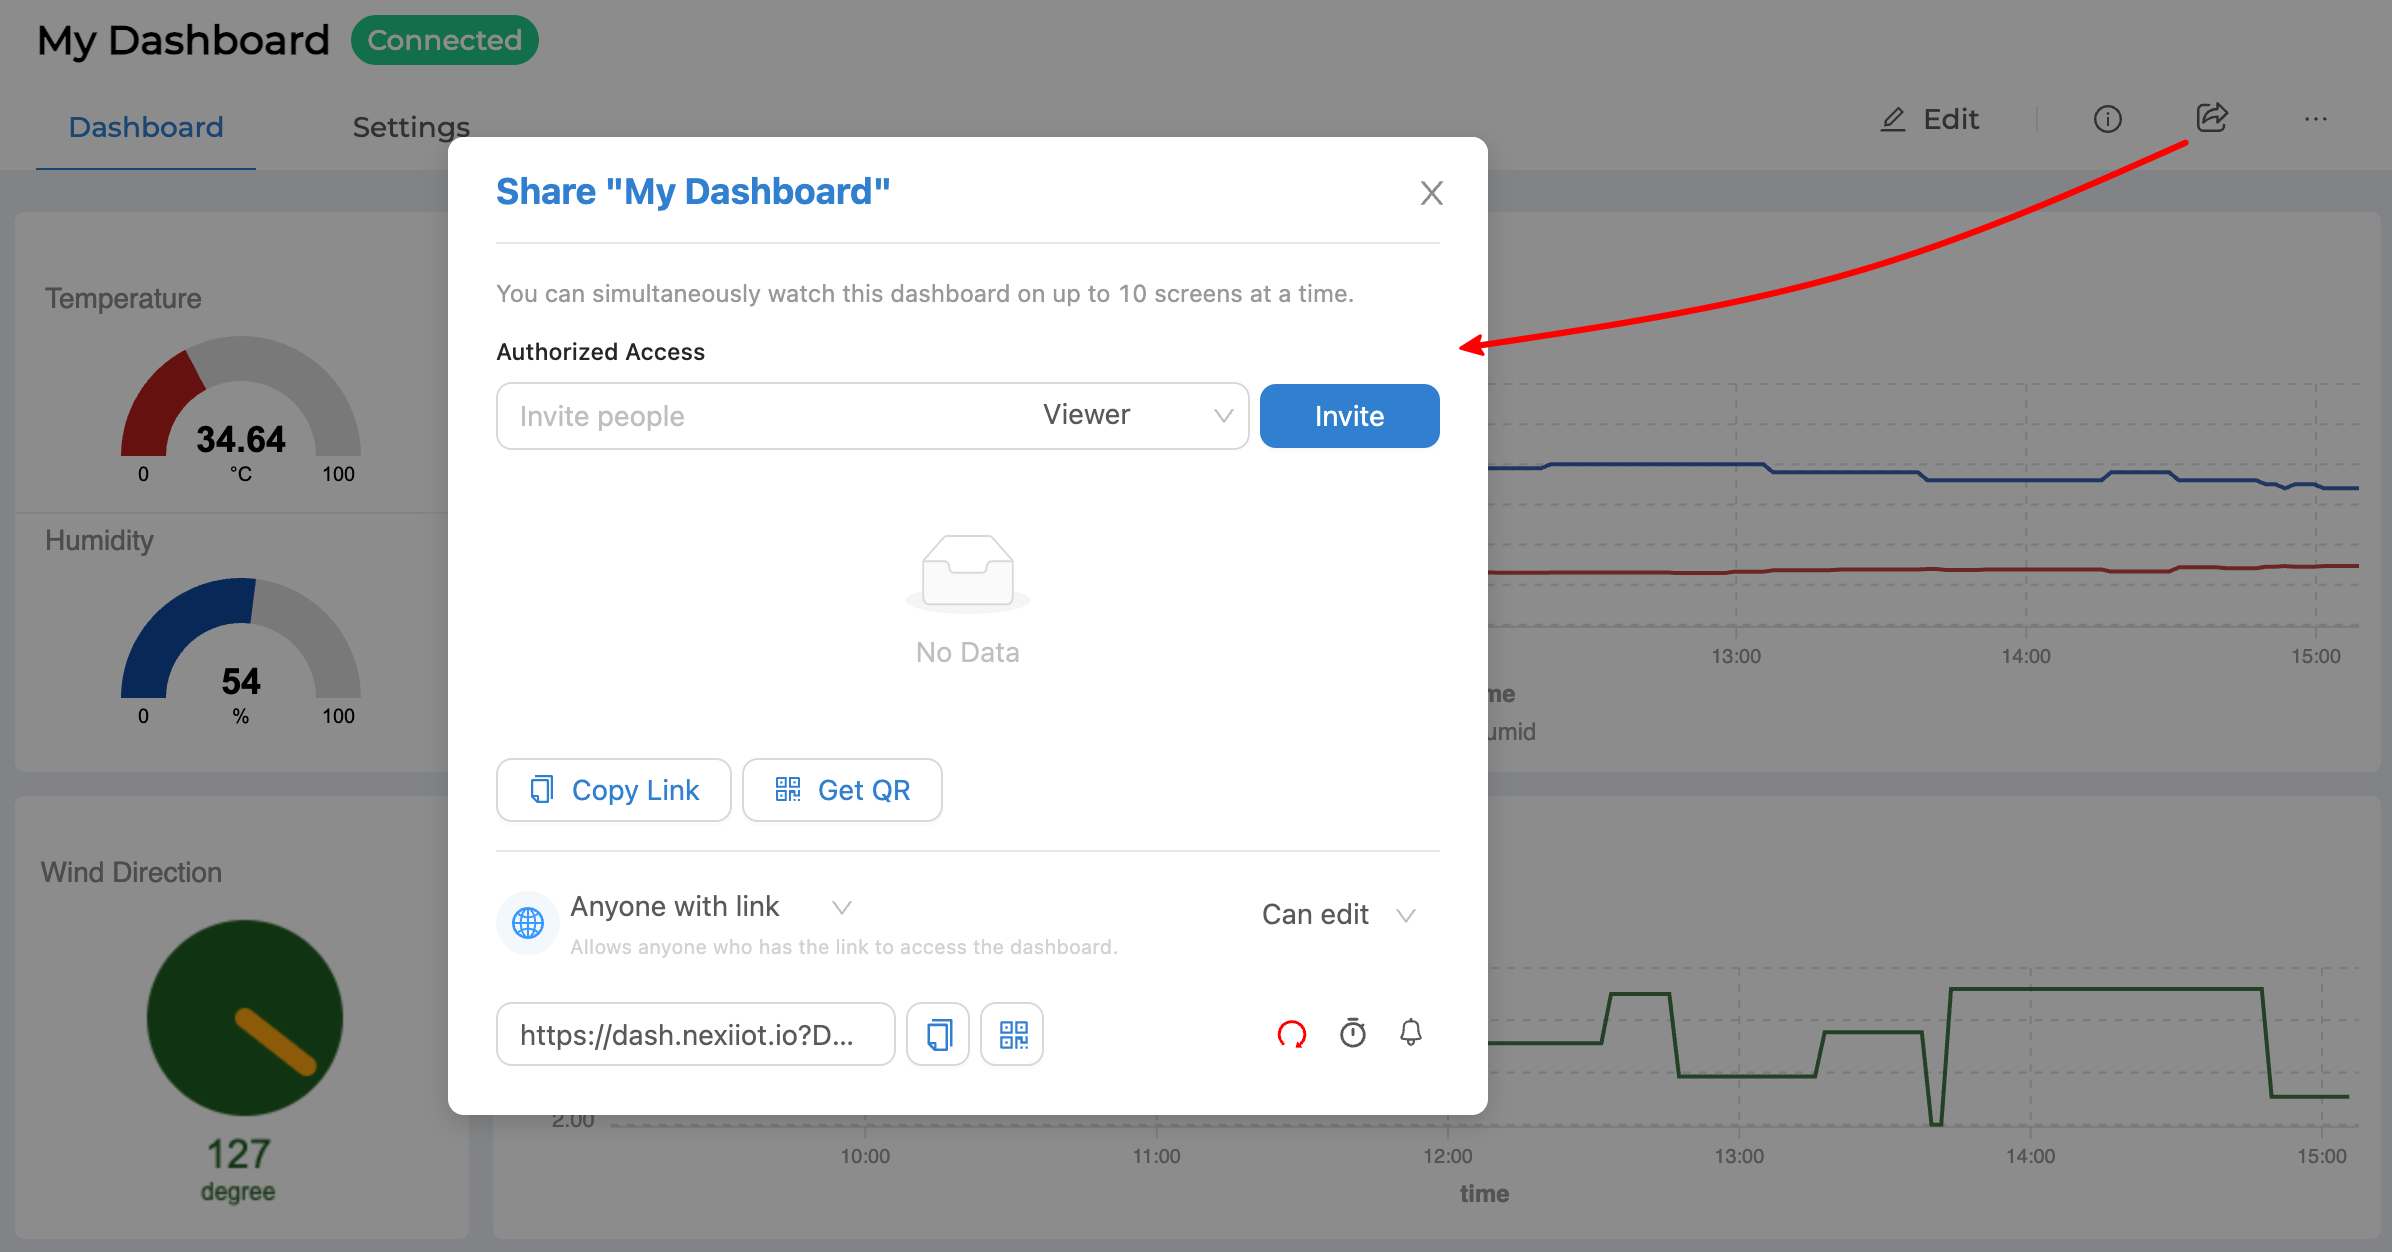 My Dashboard Connected
Dashboard Settings Edit
Share "My Dashboard"
You can simultaneously watch this dashboard on up to 10 screens at a time.
Authorized Access
Invite people Viewer Invite
No Data
Copy Link Get QR
Anyone with link Can edit
Allows anyone who has the link to access the dashboard.
https://dash.nexiiot.io?D...
Temperature
34.64
0 °C 100
Humidity
54
0 % 100
13:00 14:00 15:00
me
umid
Wind Direction
127
degree
2.00
10:00 11:00 12:00 13:00 14:00 15:00
time